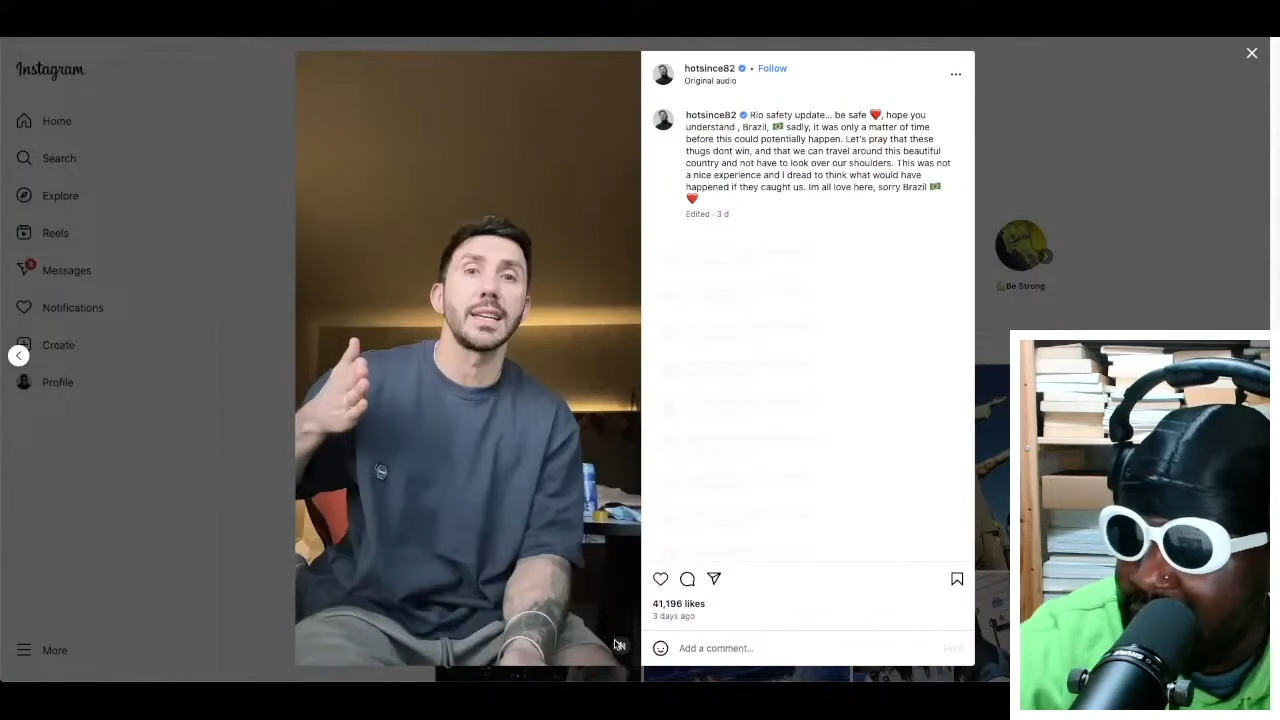 Instagram
Home
Search
Explore
Reels
3
Messages
Notifications
Create
Profile
More
hotsince82 • Follow
Original audio
hotsince82 Rio safety update... be safe ❤️, hope you
understand , Brazil, 🇧🇷 sadly, it was only a matter of time
before this could potentially happen. Let's pray that these
thugs dont win, and that we can travel around this beautiful
country and not have to look over our shoulders. This was not
a nice experience and I dread to think what would have
happened if they caught us. Im all love here, sorry Brazil 🇧🇷
❤️
Edited · 3 d
41,196 likes
3 days ago
Add a comment...
Post
💪Be Strong